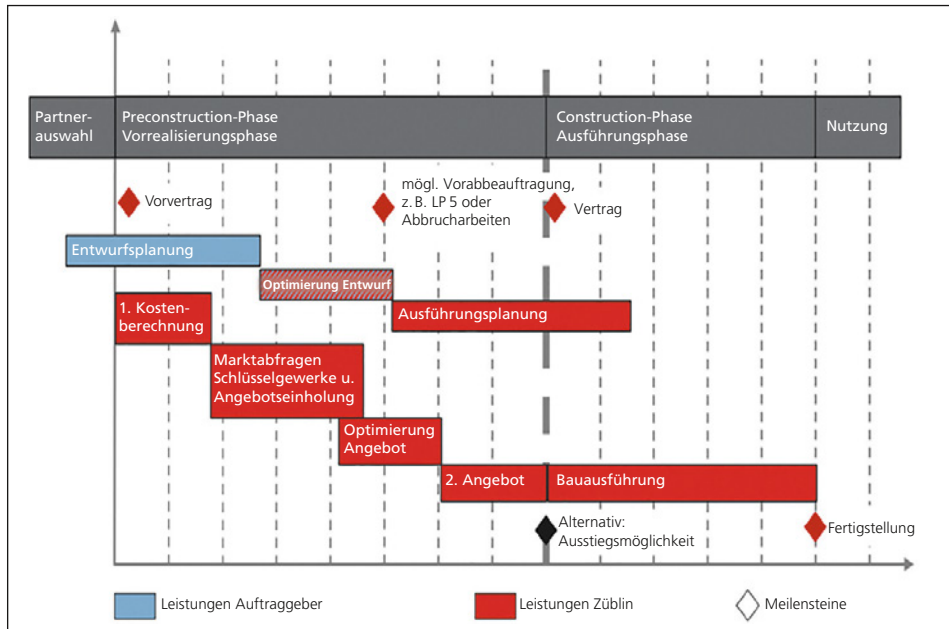 Partner-
auswahl
Preconstruction-Phase
Vorrealisierungsphase
Construction-Phase
Ausführungsphase
Nutzung
Vorvertrag
mögl. Vorabbeauftragung,
z. B. LP 5 oder
Abbrucharbeiten
Vertrag
Entwurfsplanung
Optimierung Entwurf
1. Kosten-
berechnung
Ausführungsplanung
Marktabfragen
Schlüsselgewerke u.
Angebotseinholung
Optimierung
Angebot
2. Angebot
Bauausführung
Alternativ:
Ausstiegsmöglichkeit
Fertigstellung
Leistungen Auftraggeber
Leistungen Züblin
Meilensteine